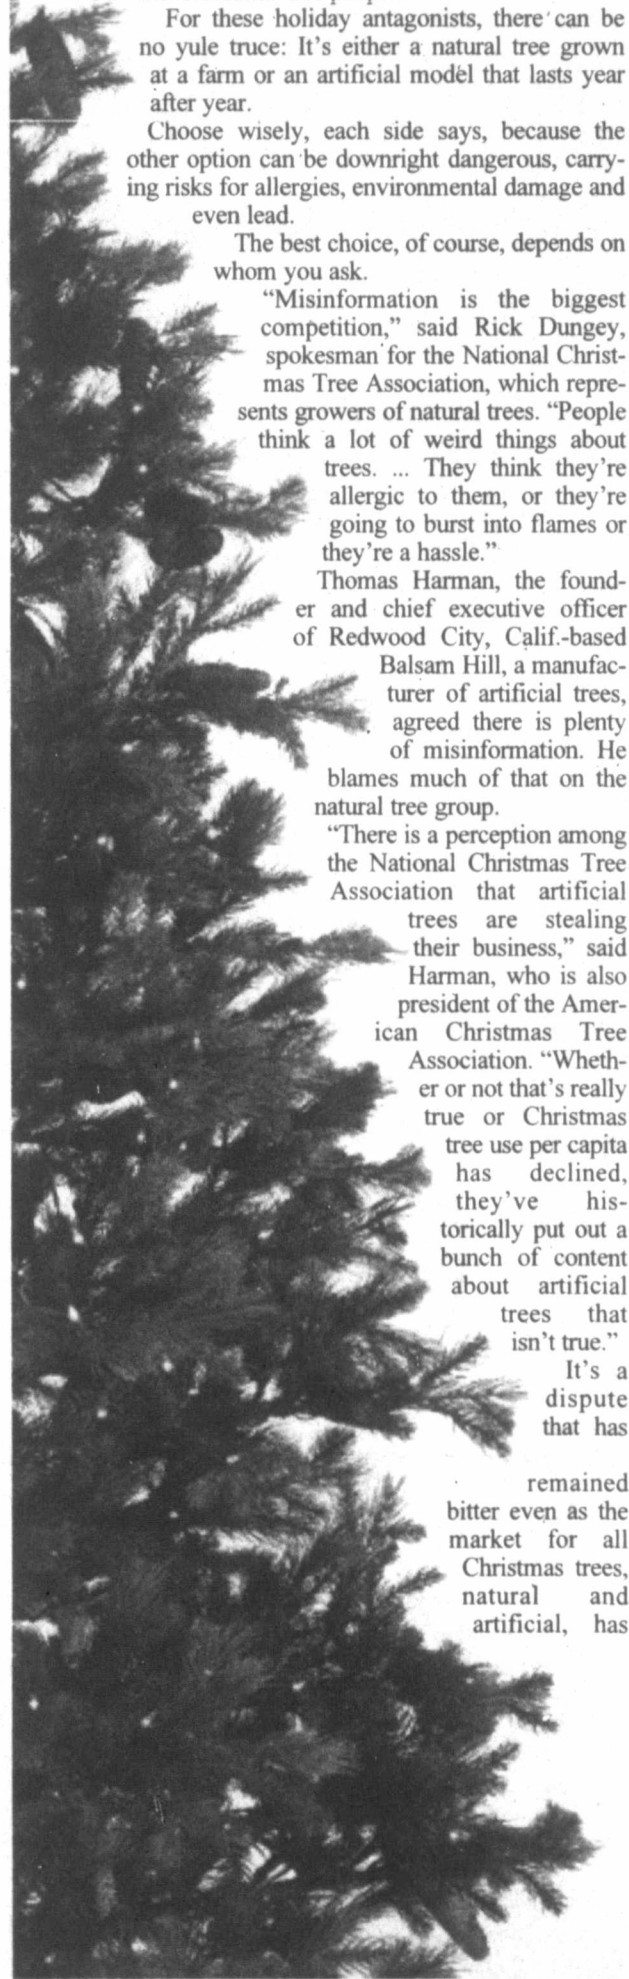 For these holiday antagonists, there can be
no yule truce: It's either a natural tree grown
at a farm or an artificial model that lasts year
after year.
Choose wisely, each side says, because the
other option can be downright dangerous, carry-
ing risks for allergies, environmental damage and
even lead.
The best choice, of course, depends on
whom you ask.
“Misinformation is the biggest
competition,” said Rick Dungey,
spokesman for the National Christ-
mas Tree Association, which repre-
sents growers of natural trees. “People
think a lot of weird things about
trees. ... They think they're
allergic to them, or they're
going to burst into flames or
they're a hassle.”
Thomas Harman, the found-
er and chief executive officer
of Redwood City, Calif.-based
Balsam Hill, a manufac-
turer of artificial trees,
agreed there is plenty
of misinformation. He
blames much of that on the
natural tree group.
“There is a perception among
the National Christmas Tree
Association that artificial
trees are stealing
their business,” said
Harman, who is also
president of the Amer-
ican Christmas Tree
Association. “Wheth-
er or not that's really
true or Christmas
tree use per capita
has declined,
they've his-
torically put out a
bunch of content
about artificial
trees that
isn't true.”
It's a
dispute
that has
remained
bitter even as the
market for all
Christmas trees,
natural and
artificial, has